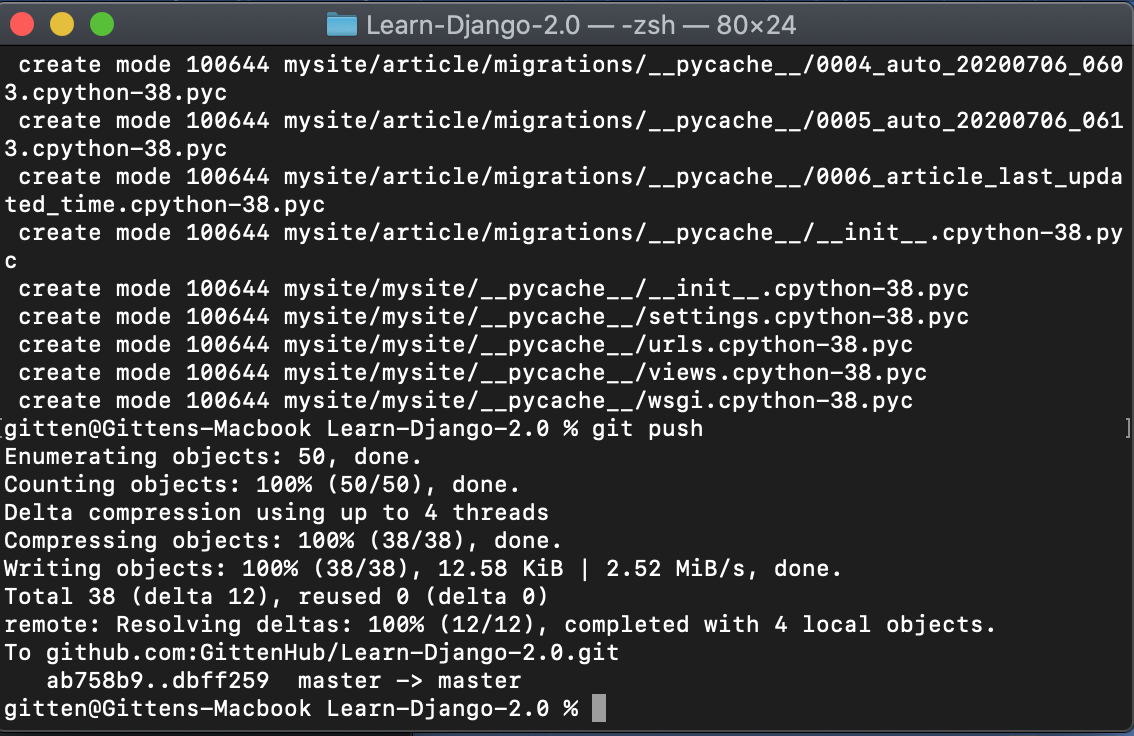 Learn-Django-2.0 — -zsh — 80×24
 create mode 100644 mysite/article/migrations/__pycache__/0004_auto_20200706_060
3.cpython-38.pyc
 create mode 100644 mysite/article/migrations/__pycache__/0005_auto_20200706_061
3.cpython-38.pyc
 create mode 100644 mysite/article/migrations/__pycache__/0006_article_last_upda
ted_time.cpython-38.pyc
 create mode 100644 mysite/article/migrations/__pycache__/__init__.cpython-38.py
c
 create mode 100644 mysite/mysite/__pycache__/__init__.cpython-38.pyc
 create mode 100644 mysite/mysite/__pycache__/settings.cpython-38.pyc
 create mode 100644 mysite/mysite/__pycache__/urls.cpython-38.pyc
 create mode 100644 mysite/mysite/__pycache__/views.cpython-38.pyc
 create mode 100644 mysite/mysite/__pycache__/wsgi.cpython-38.pyc
[gitten@Gittens-Macbook Learn-Django-2.0 % git push ]
Enumerating objects: 50, done.
Counting objects: 100% (50/50), done.
Delta compression using up to 4 threads
Compressing objects: 100% (38/38), done.
Writing objects: 100% (38/38), 12.58 KiB | 2.52 MiB/s, done.
Total 38 (delta 12), reused 0 (delta 0)
remote: Resolving deltas: 100% (12/12), completed with 4 local objects.
To github.com:GittenHub/Learn-Django-2.0.git
   ab758b9..dbff259  master -> master
gitten@Gittens-Macbook Learn-Django-2.0 %